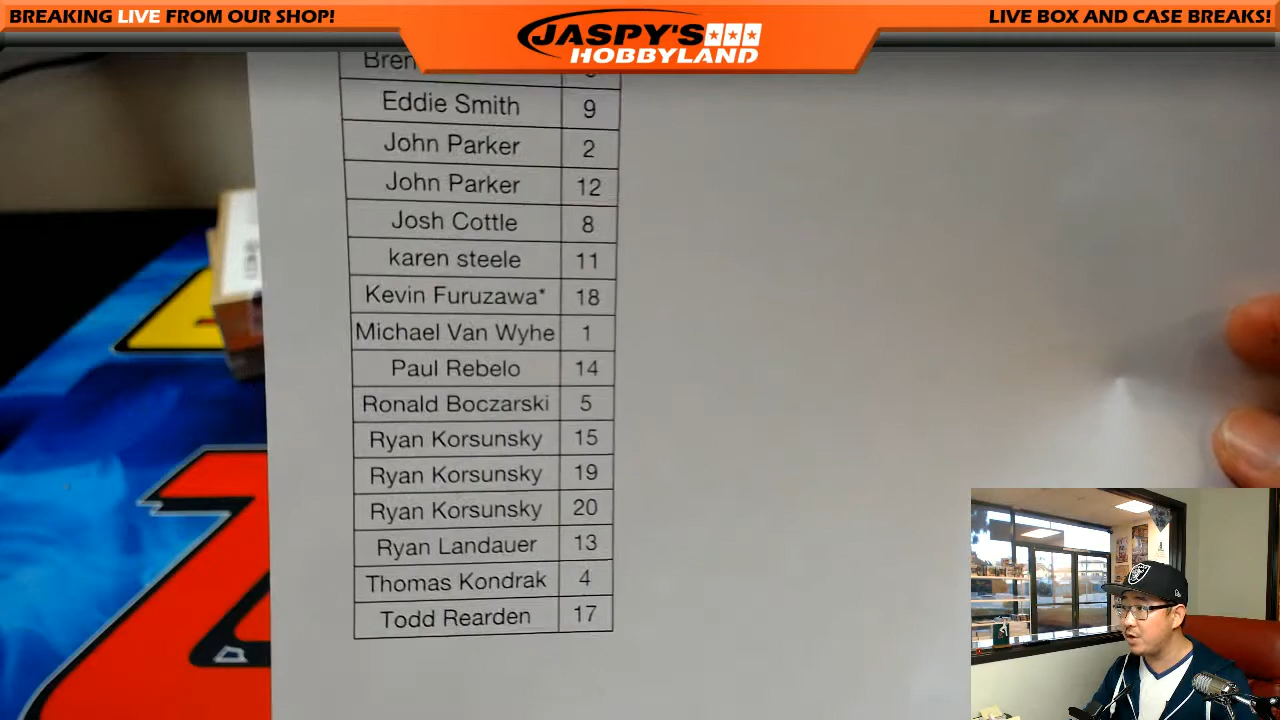 BREAKING LIVE FROM OUR SHOP!
JASPY'S
HOBBYLAND
LIVE BOX AND CASE BREAKS!
Eddie Smith 9
John Parker 2
John Parker 12
Josh Cottle 8
karen steele 11
Kevin Furuzawa* 18
Michael Van Wyhe 1
Paul Rebelo 14
Ronald Boczarski 5
Ryan Korsunsky 15
Ryan Korsunsky 19
Ryan Korsunsky 20
Ryan Landauer 13
Thomas Kondrak 4
Todd Rearden 17